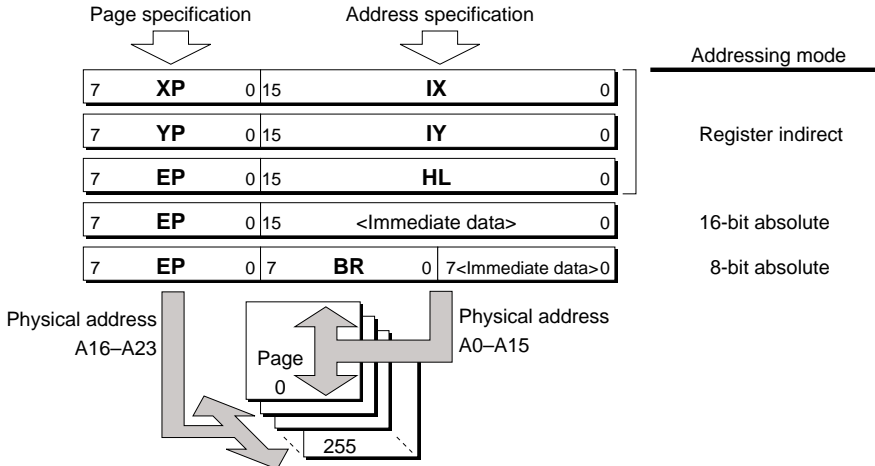 Page specification Address specification
Addressing mode
7 XP 0 15 IX 0
7 YP 0 15 IY 0 Register indirect
7 EP 0 15 HL 0
7 EP 0 15 <Immediate data> 0 16-bit absolute
7 EP 0 7 BR 0 7<Immediate data>0 8-bit absolute
Physical address
A16–A23
Physical address
A0–A15
Page
0
255